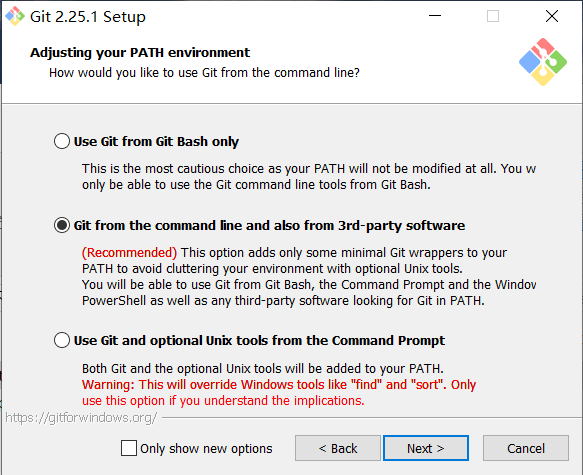 Git 2.25.1 Setup
Adjusting your PATH environment
How would you like to use Git from the command line?
Use Git from Git Bash only
This is the most cautious choice as your PATH will not be modified at all. You w
only be able to use the Git command line tools from Git Bash.
Git from the command line and also from 3rd-party software
(Recommended) This option adds only some minimal Git wrappers to your
PATH to avoid cluttering your environment with optional Unix tools.
You will be able to use Git from Git Bash, the Command Prompt and the Window
PowerShell as well as any third-party software looking for Git in PATH.
Use Git and optional Unix tools from the Command Prompt
Both Git and the optional Unix tools will be added to your PATH.
Warning: This will override Windows tools like "find" and "sort". Only
use this option if you understand the implications.
https://gitforwindows.org/
Only show new options
< Back
Next >
Cancel